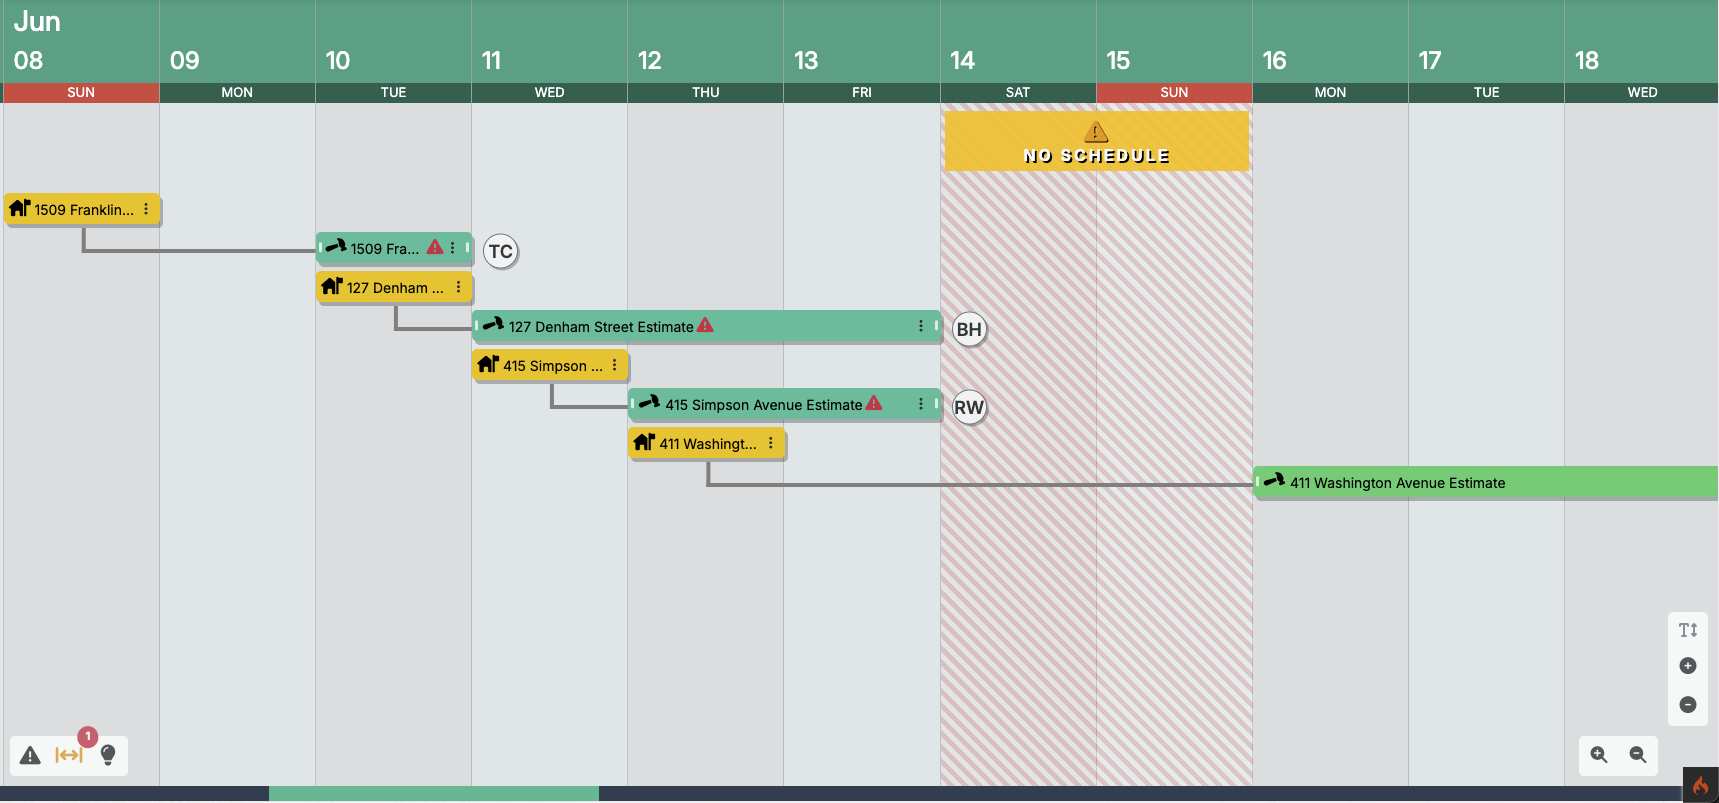 Jun
08 09 10 11 12 13 14 15 16 17 18
SUN MON TUE WED THU FRI SAT SUN MON TUE WED
NO SCHEDULE
1509 Franklin...
1509 Fra... TC
127 Denham ...
127 Denham Street Estimate BH
415 Simpson ...
415 Simpson Avenue Estimate RW
411 Washingt...
411 Washington Avenue Estimate
T
1